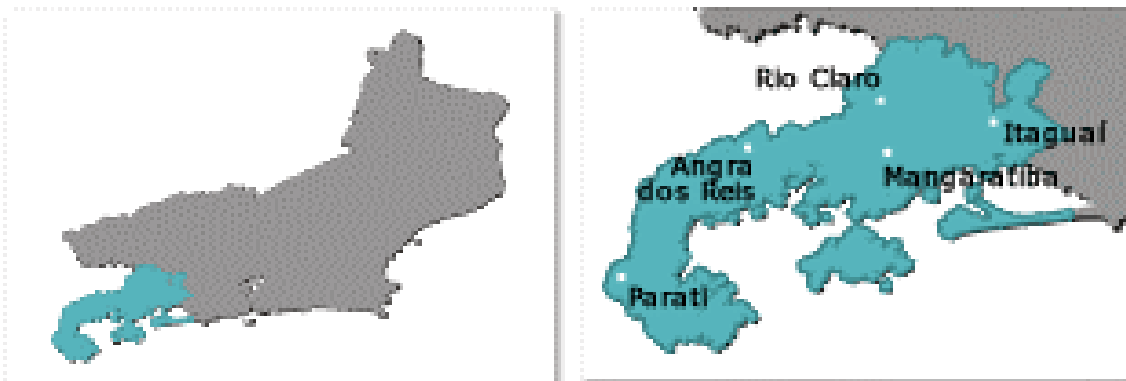 Rio Claro
Itaguaí
Angra
dos Reis
Mangaratiba
Parati